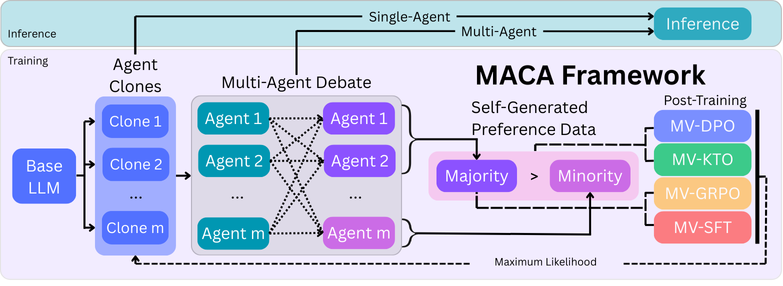 Single-Agent
Multi-Agent
Inference
Inference
Training
Agent
Clones
Clone 1
Clone 2
...
Clone m
Base
LLM
Multi-Agent Debate
Agent 1
Agent 2
...
Agent m
Agent 1
Agent 2
...
Agent m
MACA Framework
Self-Generated
Preference Data
Majority > Minority
Post-Training
MV-DPO
MV-KTO
MV-GRPO
MV-SFT
Maximum Likelihood